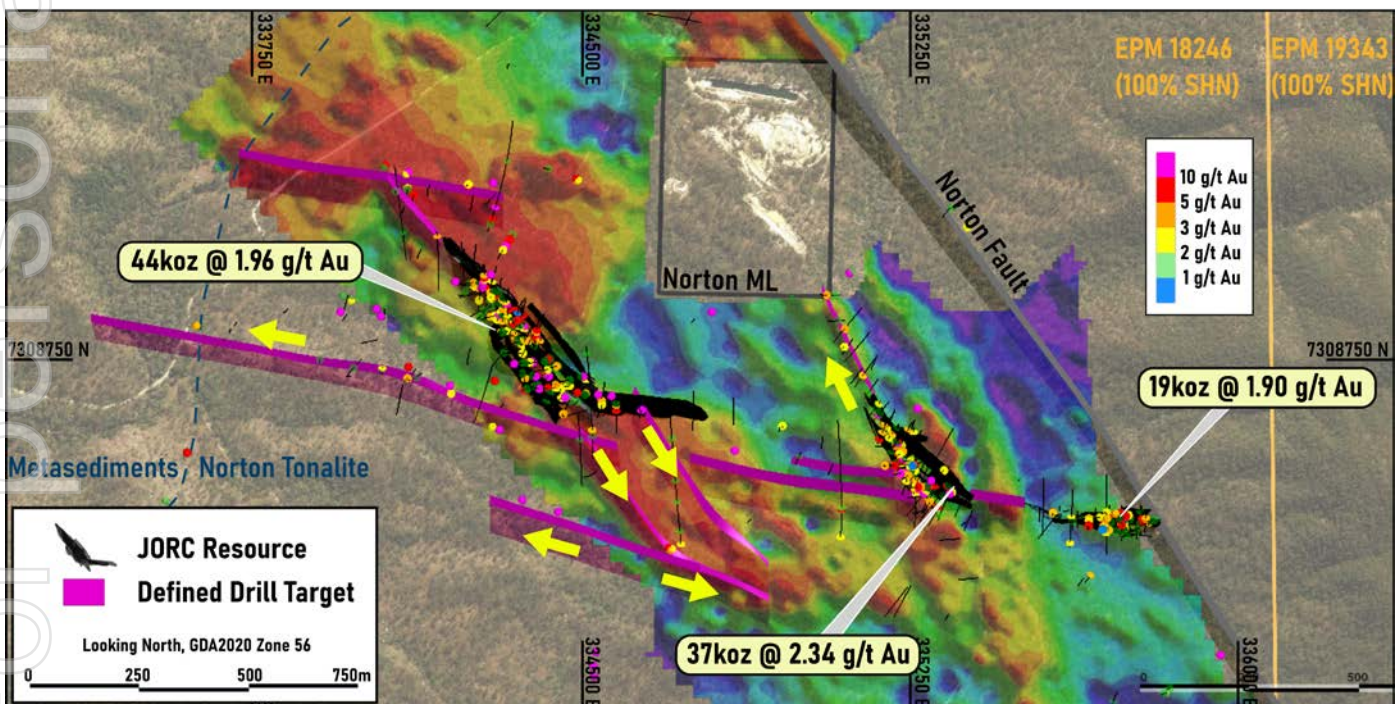 333750 E
334500 E
335250 E
EPM 18246
(100% SHN)
EPM 19343
(100% SHN)
10 g/t Au
5 g/t Au
3 g/t Au
2 g/t Au
1 g/t Au
Norton Fault
Norton ML
44koz @ 1.96 g/t Au
7308750 N
7308750 N
19koz @ 1.90 g/t Au
Metasediments
Norton Tonalite
JORC Resource
Defined Drill Target
Looking North, GDA2020 Zone 56
0 250 500 750m
37koz @ 2.34 g/t Au
334500 E
335250 E
336000 E
0 500